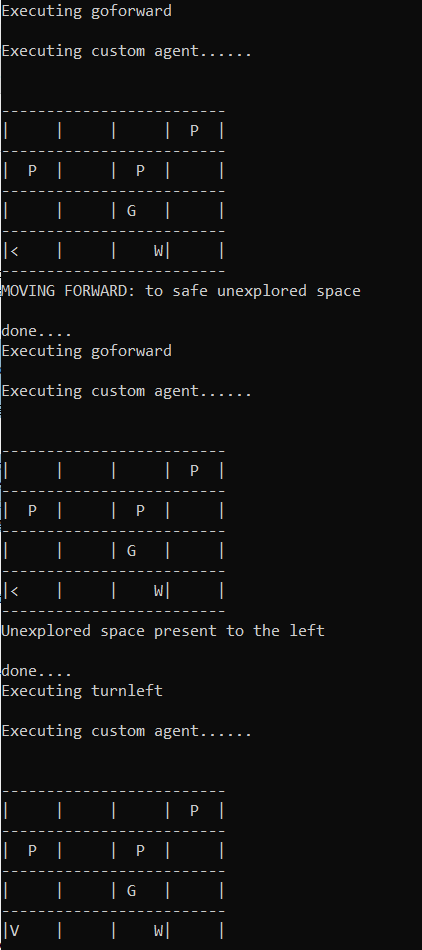 Executing goforward
Executing custom agent......
-------------------------
|     |     |     |  P  |
-------------------------
|  P  |     |  P  |     |
-------------------------
|     |     | G   |     |
-------------------------
|<    |     |    W|     |
-------------------------
MOVING FORWARD: to safe unexplored space
done....
Executing goforward
Executing custom agent......
-------------------------
|     |     |     |  P  |
-------------------------
|  P  |     |  P  |     |
-------------------------
|     |     | G   |     |
-------------------------
|<    |     |    W|     |
-------------------------
Unexplored space present to the left
done....
Executing turnleft
Executing custom agent......
-------------------------
|     |     |     |  P  |
-------------------------
|  P  |     |  P  |     |
-------------------------
|     |     | G   |     |
-------------------------
|V    |     |    W|     |